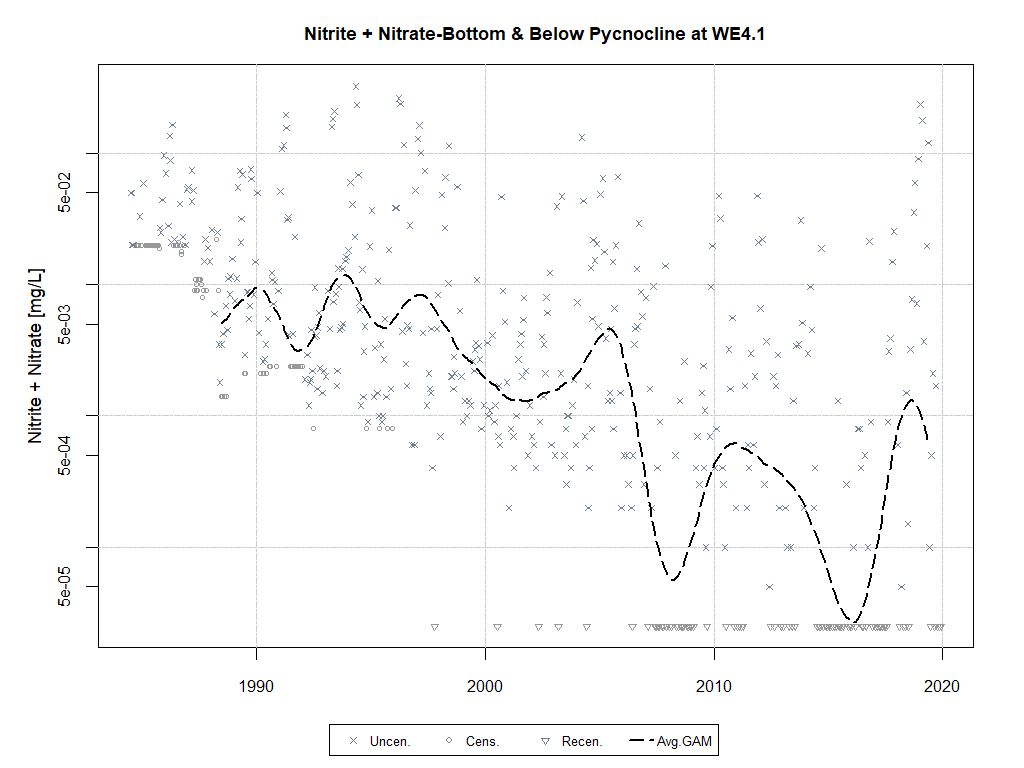 Nitrite + Nitrate-Bottom & Below Pycnocline at WE4.1
Nitrite + Nitrate [mg/L]
5e-02
5e-03
5e-04
5e-05
1990 2000 2010 2020
Uncen. Cens. Recen. Avg.GAM